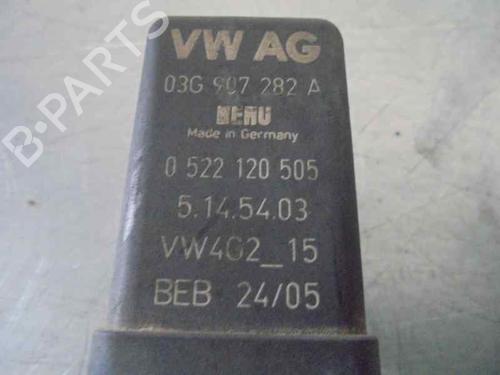 VW AG
03G 907 282 A
BERU
Made in Germany
0 522 120 505
5.14.54.03
VW4G2_15
BEB 24/05